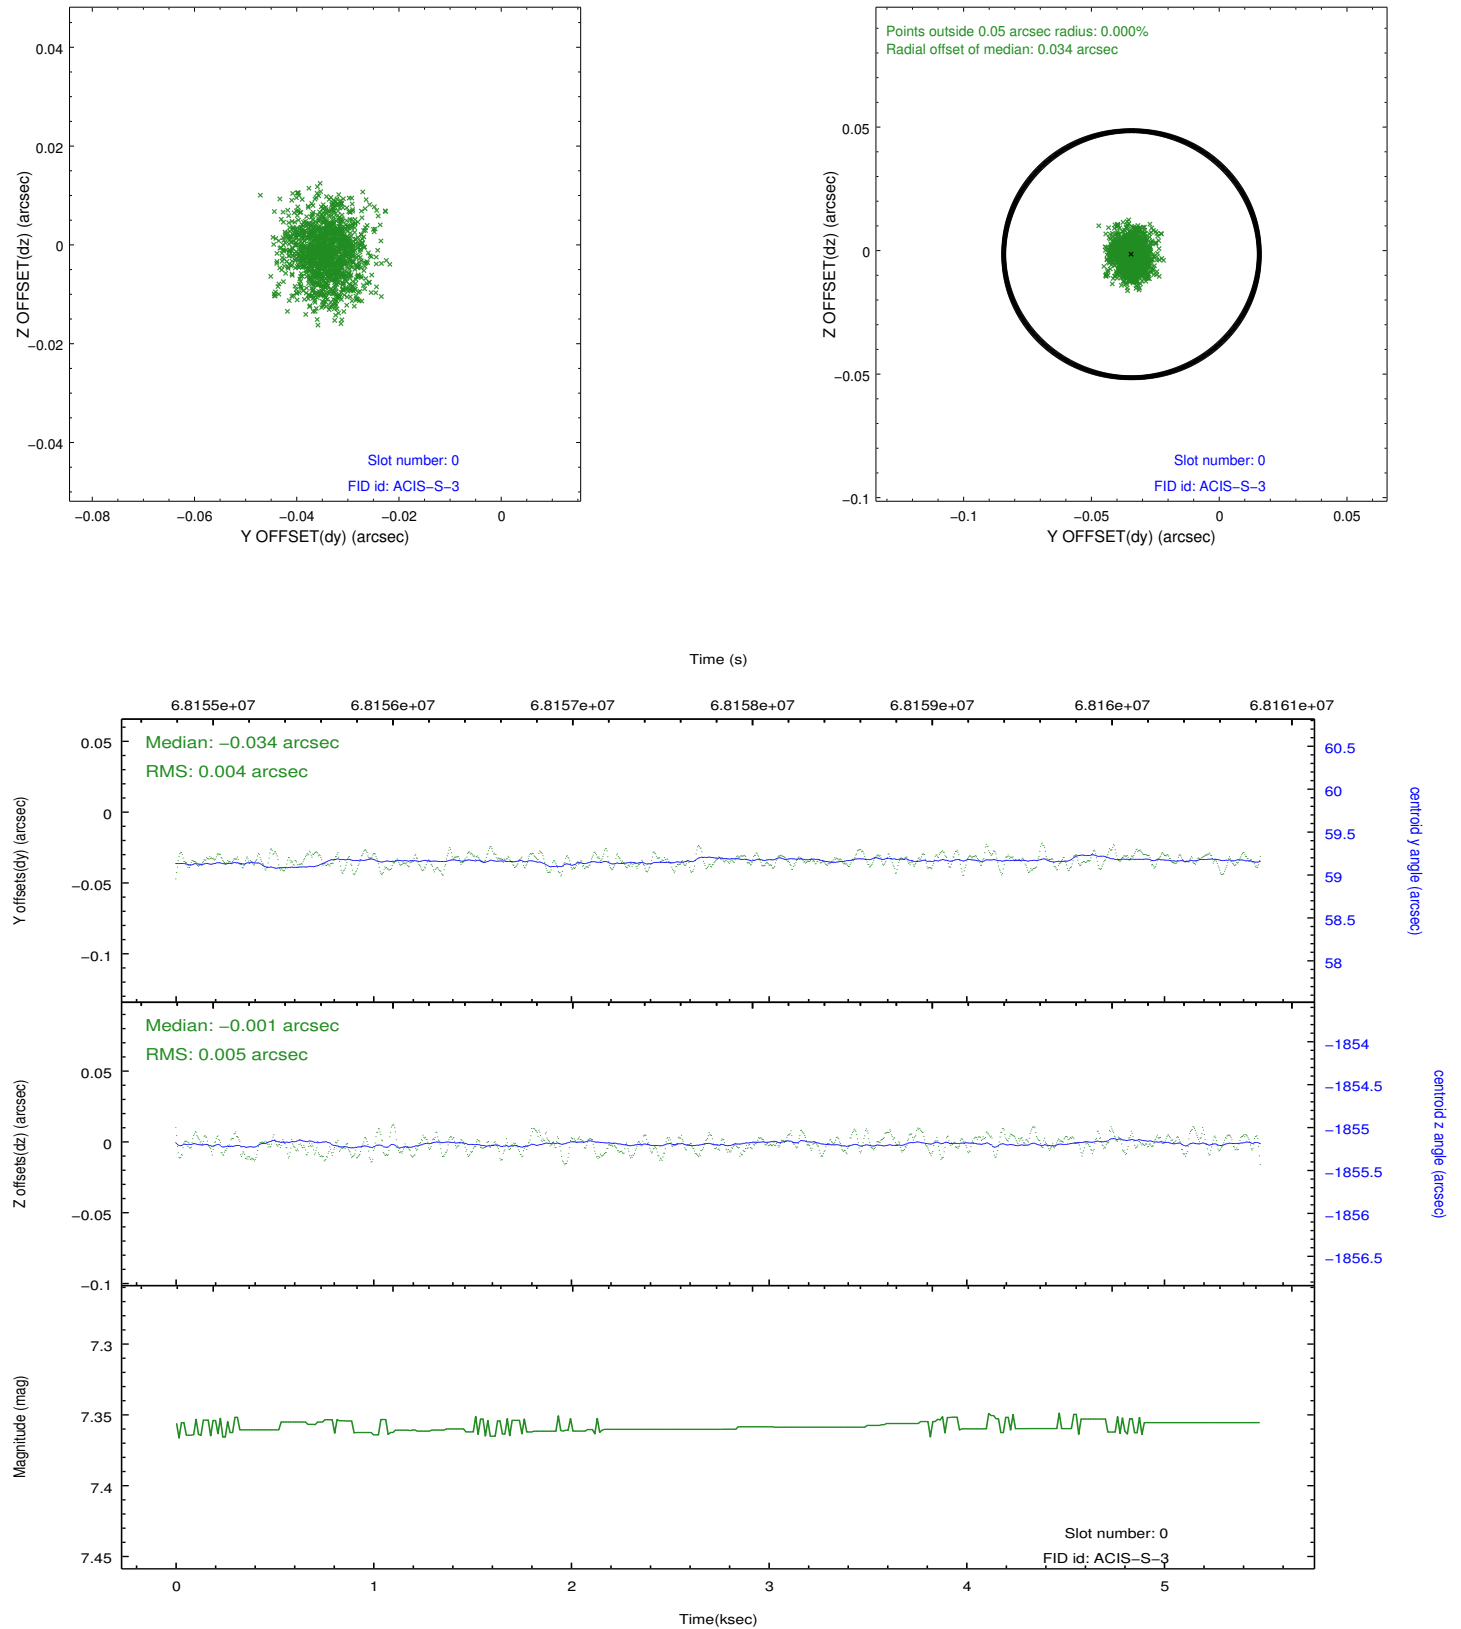 0.04
0.02
0
−0.02
−0.04
Z OFFSET(dz) (arcsec)
Slot number: 0
FID id: ACIS−S−3
−0.08 −0.06 −0.04 −0.02 0
Y OFFSET(dy) (arcsec)
Points outside 0.05 arcsec radius: 0.000%
Radial offset of median: 0.034 arcsec
0.05
0
−0.05
−0.1
Z OFFSET(dz) (arcsec)
Slot number: 0
FID id: ACIS−S−3
−0.1 −0.05 0 0.05
Y OFFSET(dy) (arcsec)
Time (s)
6.8155e+07 6.8156e+07 6.8157e+07 6.8158e+07 6.8159e+07 6.816e+07 6.8161e+07
Median: −0.034 arcsec
RMS: 0.004 arcsec
0.05
0
−0.05
−0.1
Y offsets(dy) (arcsec)
60.5
60
59.5
59
58.5
58
centroid y angle (arcsec)
Median: −0.001 arcsec
RMS: 0.005 arcsec
0.05
0
−0.05
−0.1
Z offsets(dz) (arcsec)
−1854
−1854.5
−1855
−1855.5
−1856
−1856.5
centroid z angle (arcsec)
7.3
7.35
7.4
7.45
Magnitude (mag)
Slot number: 0
FID id: ACIS−S−3
0 1 2 3 4 5
Time(ksec)